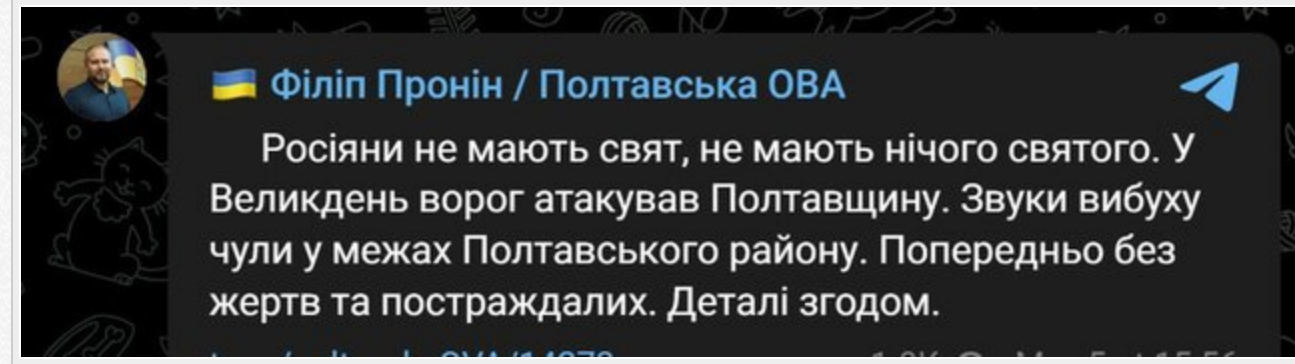 Філіп Пронін / Полтавська ОВА
Росіяни не мають свят, не мають нічого святого. У
Великдень ворог атакував Полтавщину. Звуки вибуху
чули у межах Полтавського району. Попередньо без
жертв та постраждалих. Деталі згодом.